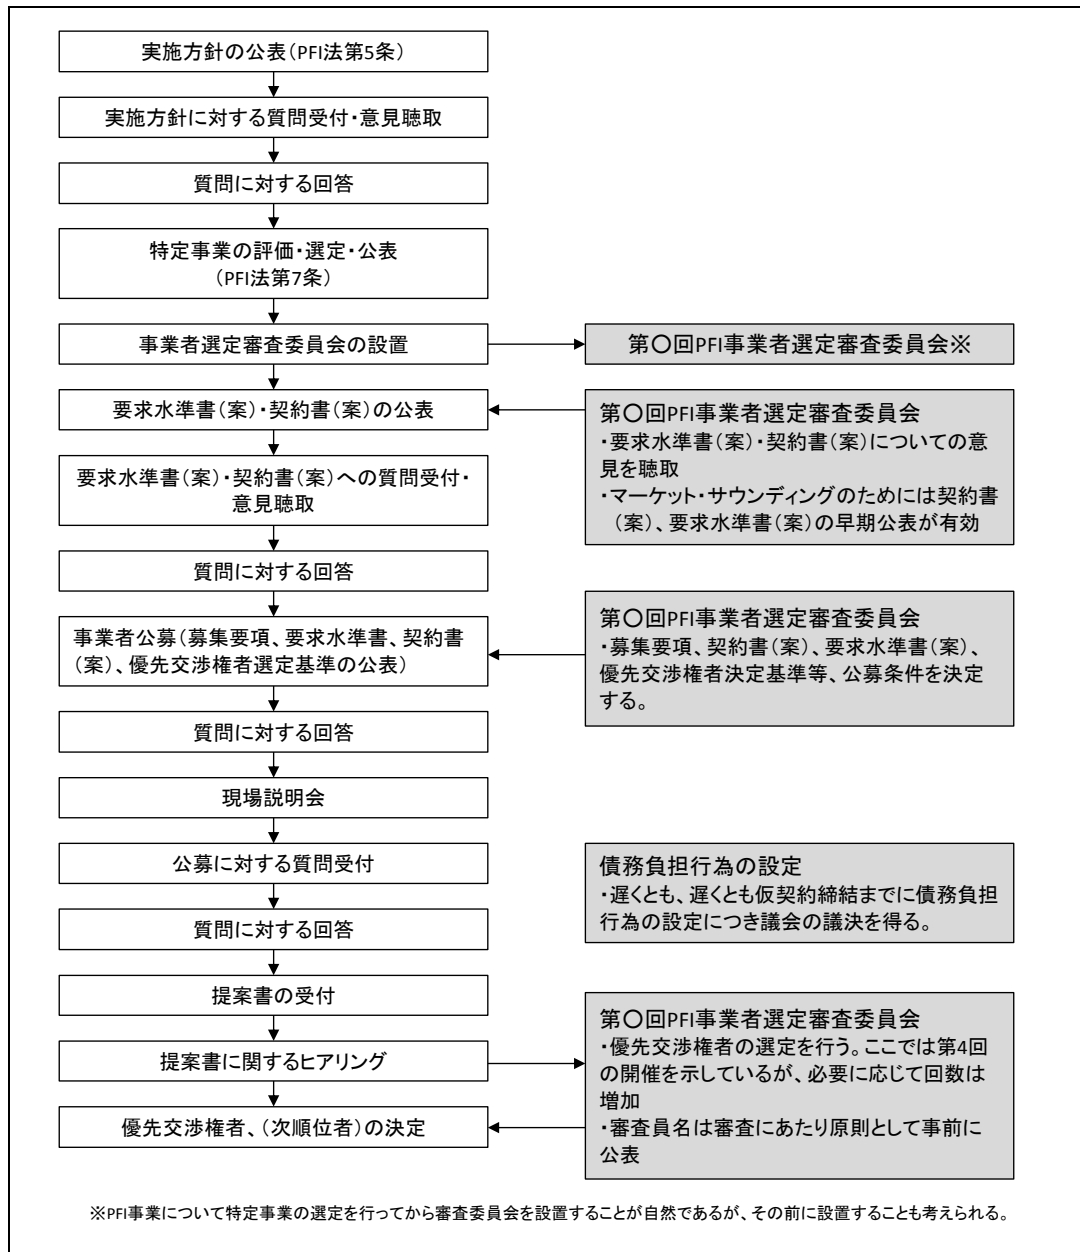 実施方針の公表(PFI法第5条)
実施方針に対する質問受付・意見聴取
質問に対する回答
特定事業の評価・選定・公表
(PFI法第7条)
事業者選定審査委員会の設置
第〇回PFI事業者選定審査委員会※
要求水準書(案)・契約書(案)の公表
第〇回PFI事業者選定審査委員会
・要求水準書(案)・契約書(案)についての意
見を聴取
・マーケット・サウンディングのためには契約書
(案)、要求水準書(案)の早期公表が有効
要求水準書(案)・契約書(案)への質問受付・
意見聴取
質問に対する回答
事業者公募(募集要項、要求水準書、契約書
(案)、優先交渉権者選定基準の公表)
第〇回PFI事業者選定審査委員会
・募集要項、契約書(案)、要求水準書(案)、
優先交渉権者決定基準等、公募条件を決定
する。
質問に対する回答
現場説明会
公募に対する質問受付
債務負担行為の設定
・遅くとも、遅くとも仮契約締結までに債務負担
行為の設定につき議会の議決を得る。
質問に対する回答
提案書の受付
提案書に関するヒアリング
第〇回PFI事業者選定審査委員会
・優先交渉権者の選定を行う。ここでは第4回
の開催を示しているが、必要に応じて回数は
増加
・審査員名は審査にあたり原則として事前に
公表
優先交渉権者、(次順位者)の決定
※PFI事業について特定事業の選定を行ってから審査委員会を設置することが自然であるが、その前に設置することも考えられる。